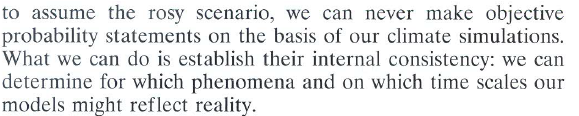 to assume the rosy scenario, we can never make objective
probability statements on the basis of our climate simulations.
What we can do is establish their internal consistency: we can
determine for which phenomena and on which time scales our
models might reflect reality.